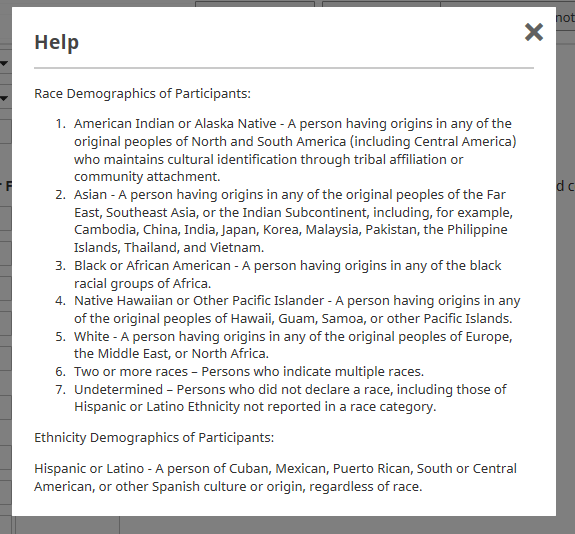 Help
Race Demographics of Participants:
1. American Indian or Alaska Native - A person having origins in any of the
original peoples of North and South America (including Central America)
who maintains cultural identification through tribal affiliation or
community attachment.
2. Asian - A person having origins in any of the original peoples of the Far
East, Southeast Asia, or the Indian Subcontinent, including, for example,
Cambodia, China, India, Japan, Korea, Malaysia, Pakistan, the Philippine
Islands, Thailand, and Vietnam.
3. Black or African American - A person having origins in any of the black
racial groups of Africa.
4. Native Hawaiian or Other Pacific Islander - A person having origins in any
of the original peoples of Hawaii, Guam, Samoa, or other Pacific Islands.
5. White - A person having origins in any of the original peoples of Europe,
the Middle East, or North Africa.
6. Two or more races – Persons who indicate multiple races.
7. Undetermined – Persons who did not declare a race, including those of
Hispanic or Latino Ethnicity not reported in a race category.
Ethnicity Demographics of Participants:
Hispanic or Latino - A person of Cuban, Mexican, Puerto Rican, South or Central
American, or other Spanish culture or origin, regardless of race.